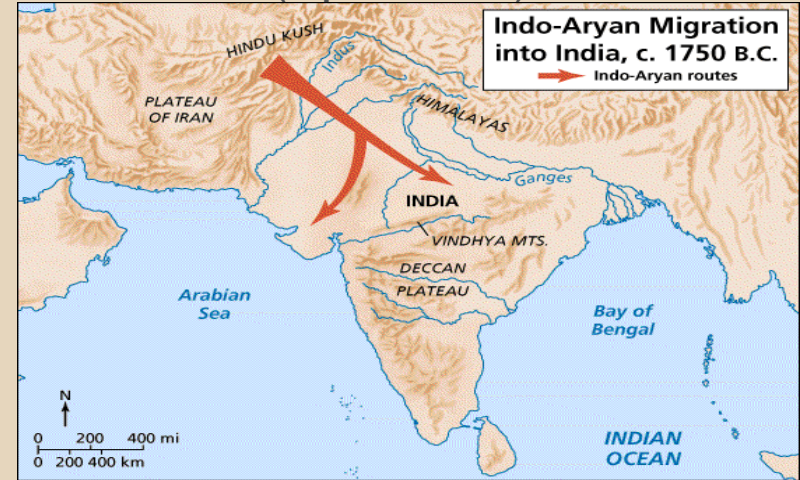 Indo-Aryan Migration
into India, c. 1750 B.C.
Indo-Aryan routes
HINDU KUSH
Indus
PLATEAU
OF IRAN
HIMALAYAS
Ganges
INDIA
VINDHYA MTS.
DECCAN
PLATEAU
Arabian
Sea
Bay of
Bengal
N
0 200 400 mi
0 200 400 km
INDIAN
OCEAN